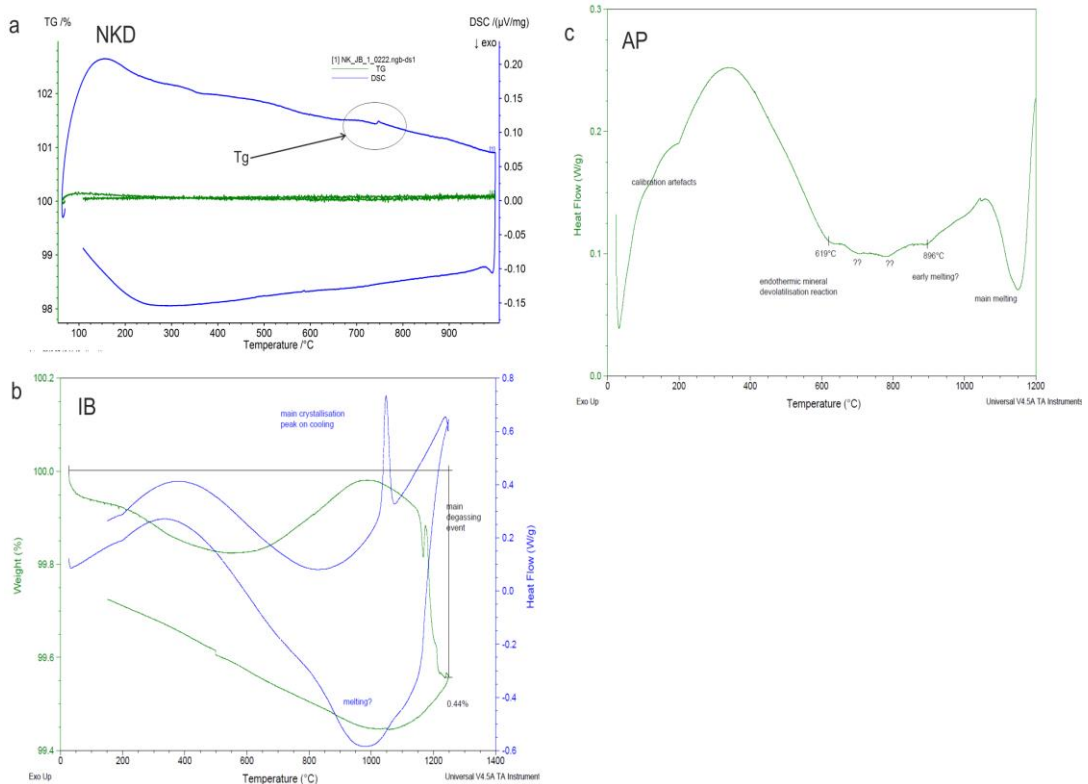 a
TG /%
NKD
DSC /(µV/mg)
↓ exo
[1] NK_JB_1_0222.ngb-ds1
TG
DSC
102
101
100
99
98
0.20
0.15
0.10
0.05
0.00
-0.05
-0.10
-0.15
Tg
100 200 300 400 500 600 700 800 900
Temperature /°C
b
IB
100.2
100.0
99.8
99.6
99.4
Weight (%)
main crystallisation
peak on cooling
main
degassing
event
melting?
0.44%
0.8
0.6
0.4
0.2
0.0
-0.2
-0.4
-0.6
Heat Flow (W/g)
0 200 400 600 800 1000 1200 1400
Exo Up
Temperature (°C)
Universal V4.5A TA Instrument
c
AP
0.3
0.2
0.1
0.0
Heat Flow (W/g)
calibration artefacts
619°C
??
??
896°C
endothermic mineral
devolatilisation reaction
early melting?
main melting
0 200 400 600 800 1000 1200
Exo Up
Temperature (°C)
Universal V4.5A TA Instruments